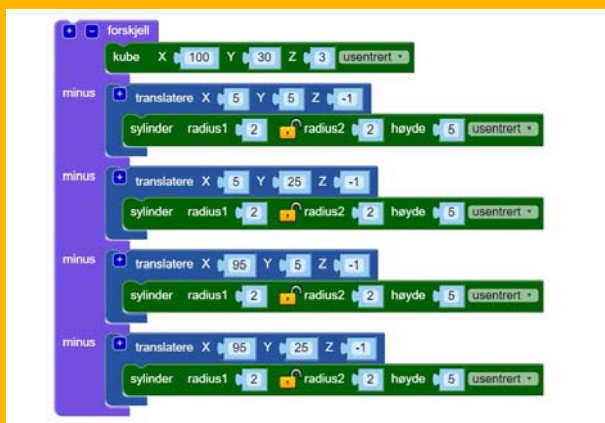 + - forskjell
kube X 100 Y 30 Z 3 usentrert
minus + translatere X 5 Y 5 Z -1
sylinder radius1 2 radius2 2 høyde 5 usentrert
minus + translatere X 5 Y 25 Z -1
sylinder radius1 2 radius2 2 høyde 5 usentrert
minus + translatere X 95 Y 5 Z -1
sylinder radius1 2 radius2 2 høyde 5 usentrert
minus + translatere X 95 Y 25 Z -1
sylinder radius1 2 radius2 2 høyde 5 usentrert